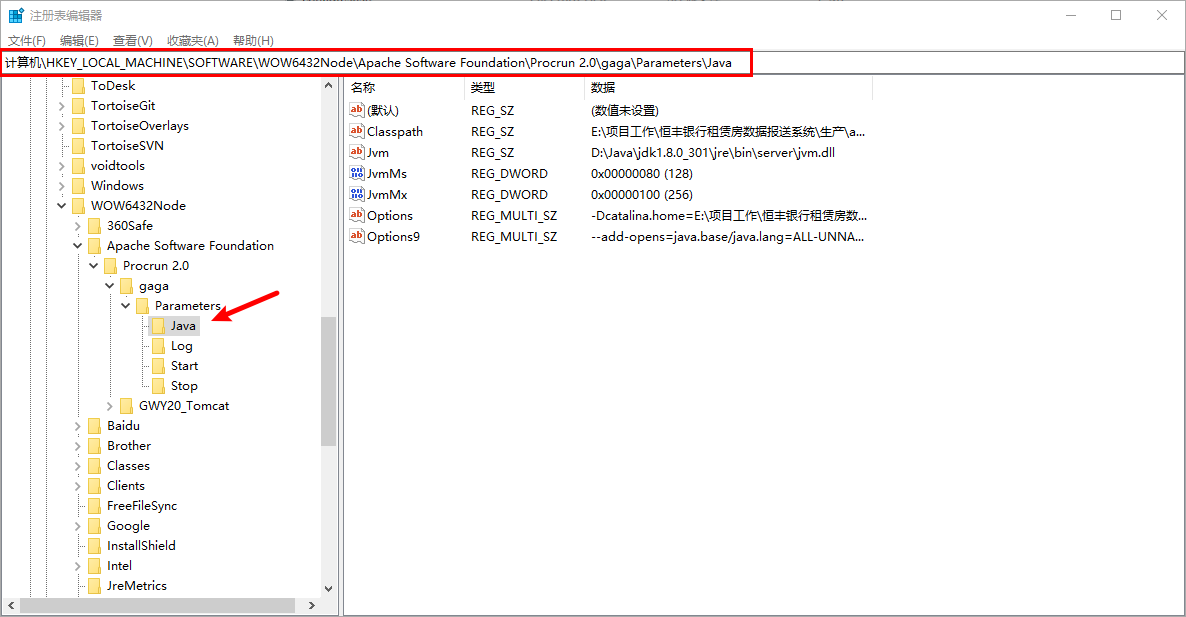 注册表编辑器
文件(F) 编辑(E) 查看(V) 收藏夹(A) 帮助(H)
计算机\HKEY_LOCAL_MACHINE\SOFTWARE\WOW6432Node\Apache Software Foundation\Procrun 2.0\gaga\Parameters\Java
ToDesk
TortoiseGit
TortoiseOverlays
TortoiseSVN
voidtools
Windows
WOW6432Node
360Safe
Apache Software Foundation
Procrun 2.0
gaga
Parameters
Java
Log
Start
Stop
GWY20_Tomcat
Baidu
Brother
Classes
Clients
FreeFileSync
Google
InstallShield
Intel
JreMetrics
名称 类型 数据
(默认) REG_SZ (数值未设置)
Classpath REG_SZ E:\项目工作\恒丰银行租赁房数据报送系统\生产\a...
Jvm REG_SZ D:\Java\jdk1.8.0_301\jre\bin\server\jvm.dll
JvmMs REG_DWORD 0x00000080 (128)
JvmMx REG_DWORD 0x00000100 (256)
Options REG_MULTI_SZ -Dcatalina.home=E:\项目工作\恒丰银行租赁房数...
Options9 REG_MULTI_SZ --add-opens=java.base/java.lang=ALL-UNNA...